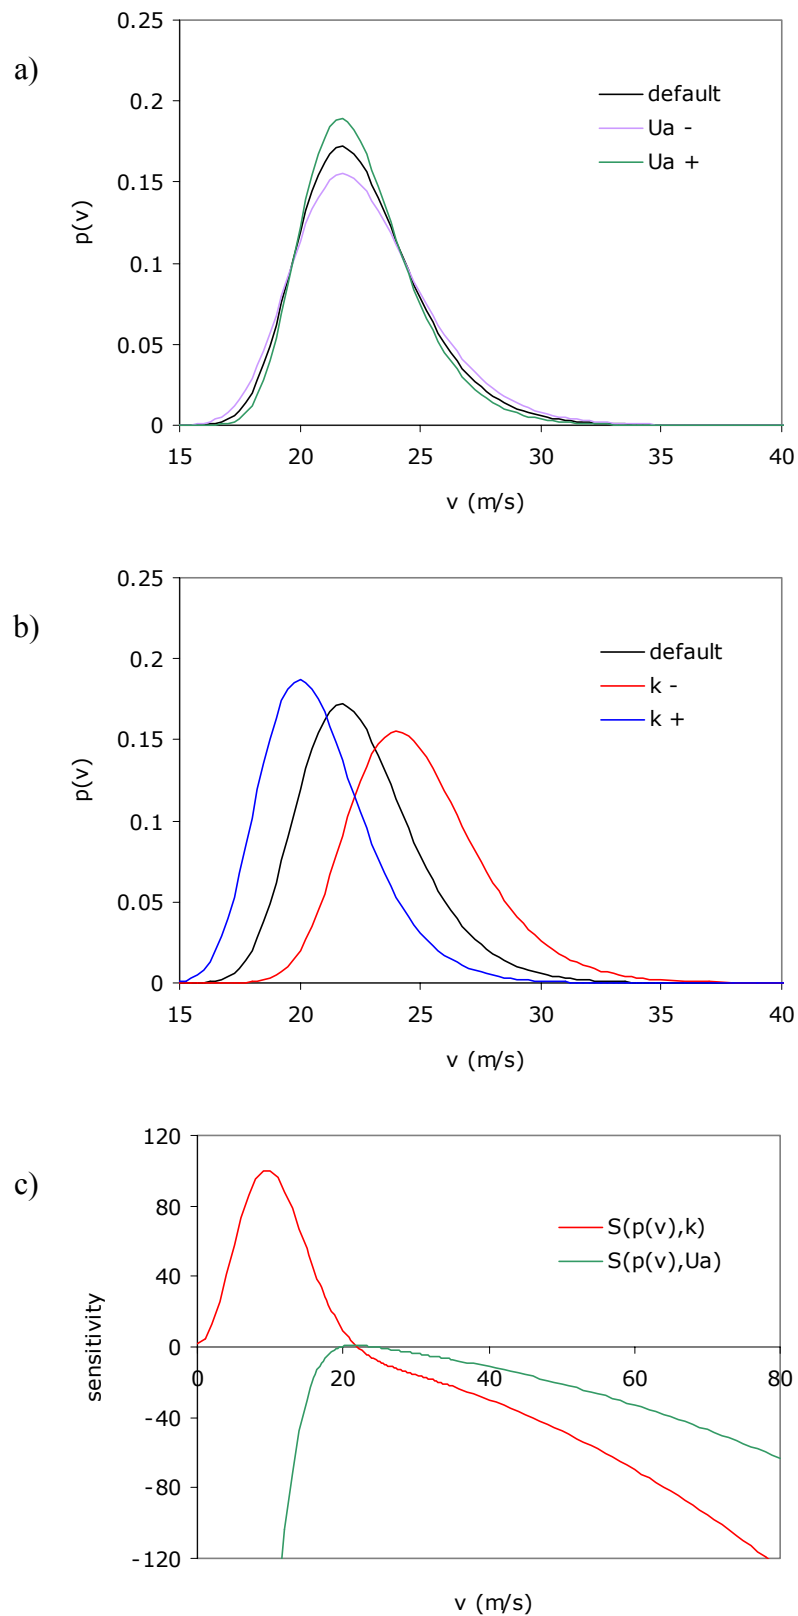 a)
0.25
0.2
0.15
0.1
0.05
0
p(v)
default
Ua -
Ua +
15 20 25 30 35 40
v (m/s)
b)
0.25
0.2
0.15
0.1
0.05
0
p(v)
default
k -
k +
15 20 25 30 35 40
v (m/s)
c)
120
80
40
0
-40
-80
-120
sensitivity
S(p(v),k)
S(p(v),Ua)
0 20 40 60 80
v (m/s)